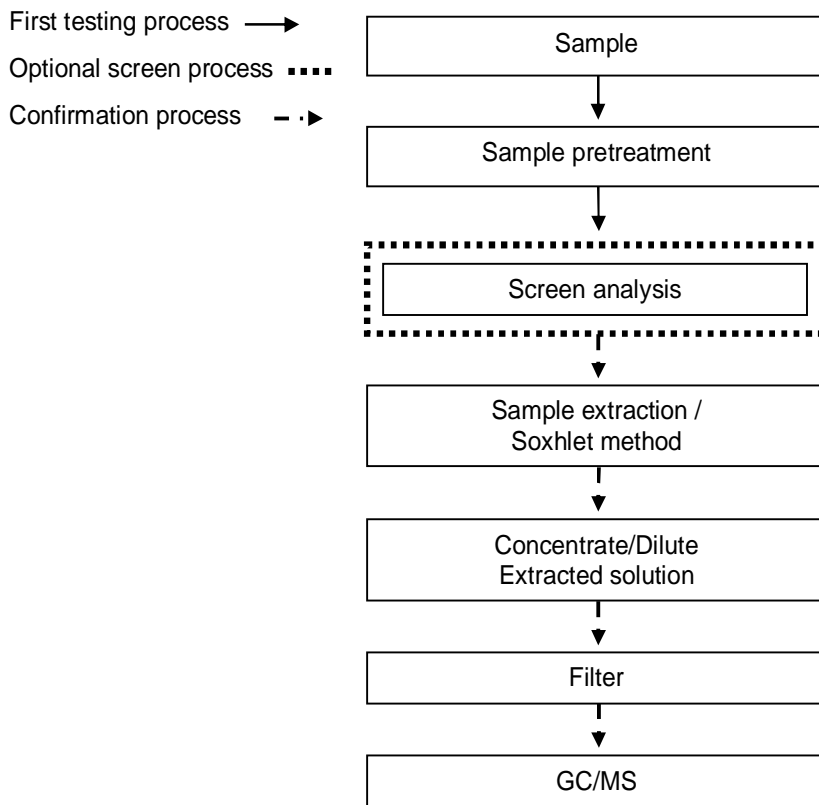 First testing process
Optional screen process
Confirmation process
Sample
Sample pretreatment
Screen analysis
Sample extraction /
Soxhlet method
Concentrate/Dilute
Extracted solution
Filter
GC/MS